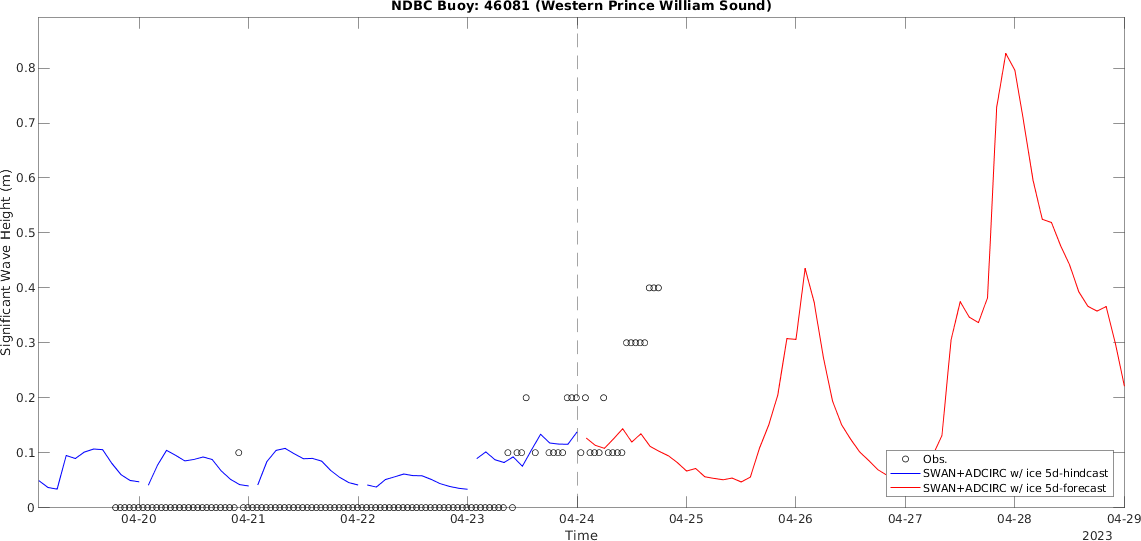 NDBC Buoy: 46081 (Western Prince William Sound)
Significant Wave Height (m)
0.8
0.7
0.6
0.5
0.4
0.3
0.2
0.1
0
Obs.
SWAN+ADCIRC w/ ice 5d-hindcast
SWAN+ADCIRC w/ ice 5d-forecast
04-20 04-21 04-22 04-23 04-24 04-25 04-26 04-27 04-28 04-29
Time
2023